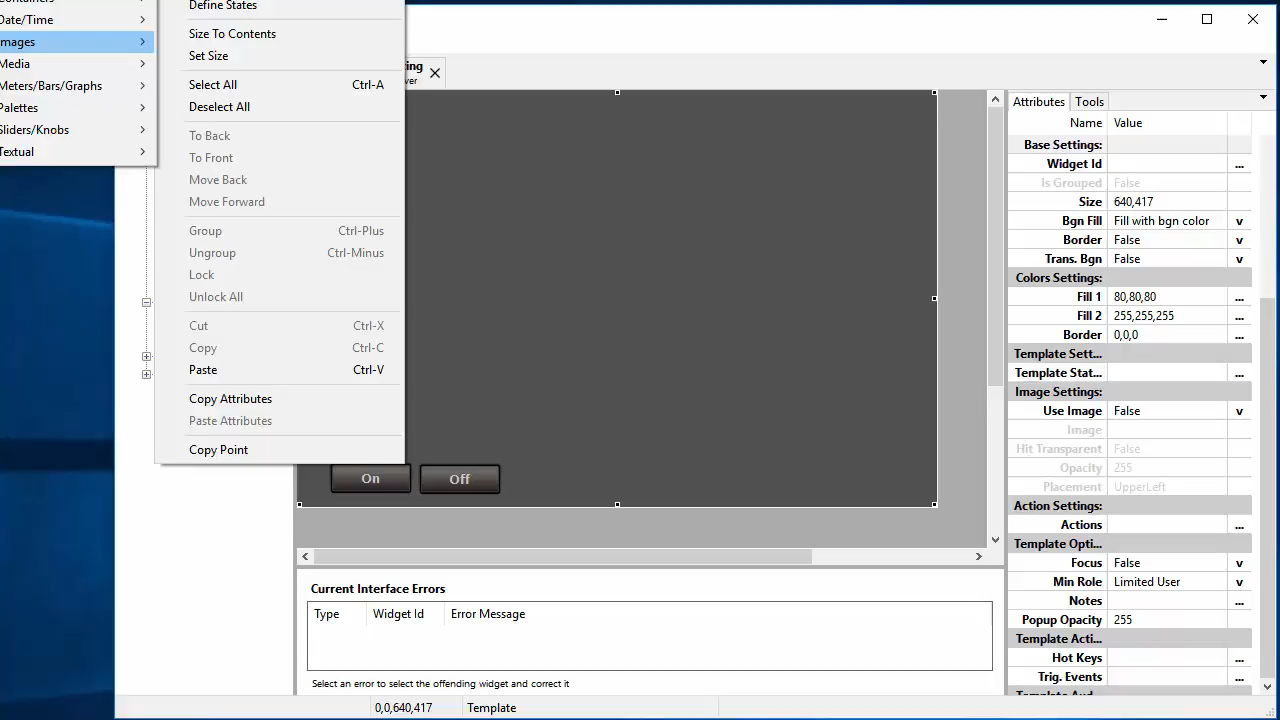 Date/Time
Images
Media
Meters/Bars/Graphs
Palettes
Sliders/Knobs
Textual
Define States
Size To Contents
Set Size
Select All Ctrl-A
Deselect All
To Back
To Front
Move Back
Move Forward
Group Ctrl-Plus
Ungroup Ctrl-Minus
Lock
Unlock All
Cut Ctrl-X
Copy Ctrl-C
Paste Ctrl-V
Copy Attributes
Paste Attributes
Copy Point
On Off
Current Interface Errors
Type Widget Id Error Message
Select an error to select the offending widget and correct it
0,0,640,417 Template
Attributes Tools
Name Value
Base Settings:
Widget Id ...
Is Grouped False
Size 640,417
Bgn Fill Fill with bgn color v
Border False v
Trans. Bgn False v
Colors Settings:
Fill 1 80,80,80 ...
Fill 2 255,255,255 ...
Border 0,0,0 ...
Template Sett...
Template Stat... ...
Image Settings:
Use Image False v
Image
Hit Transparent False
Opacity 255
Placement UpperLeft
Action Settings:
Actions ...
Template Opti...
Focus False v
Min Role Limited User v
Notes ...
Popup Opacity 255
Template Acti...
Hot Keys ...
Trig. Events ...